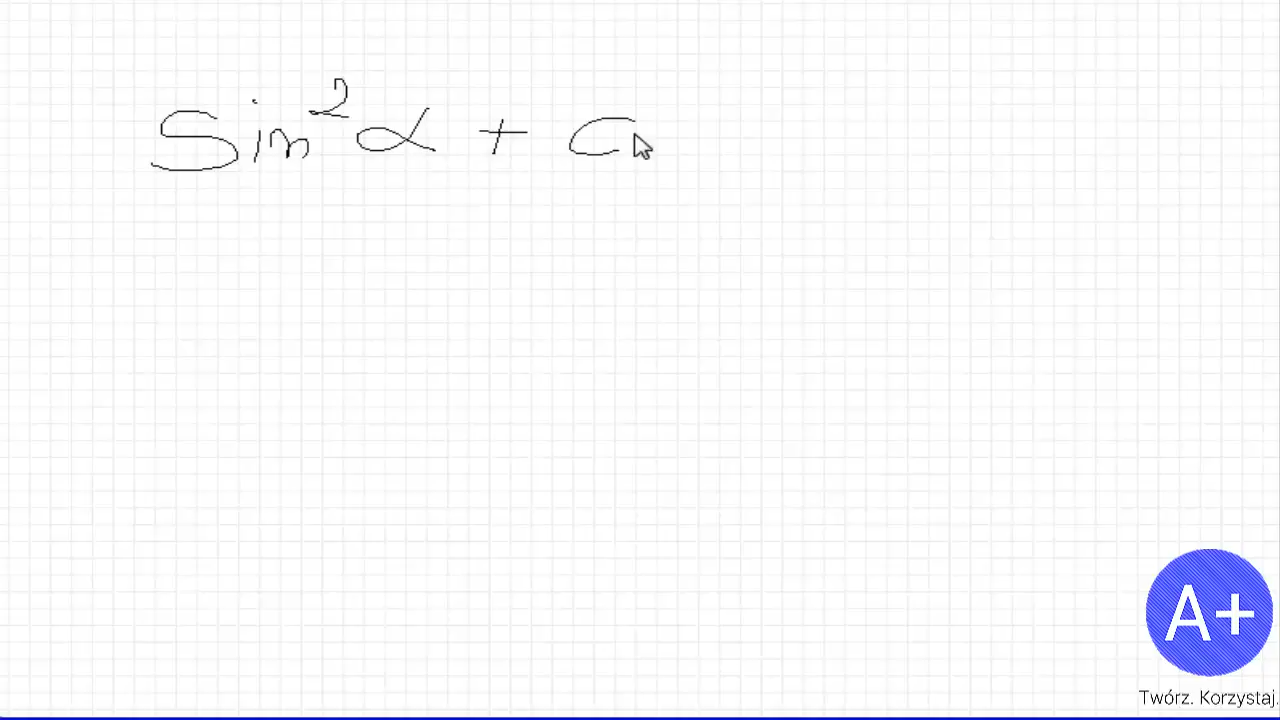 Sin²α + c
A+
Twórz. Korzystaj.